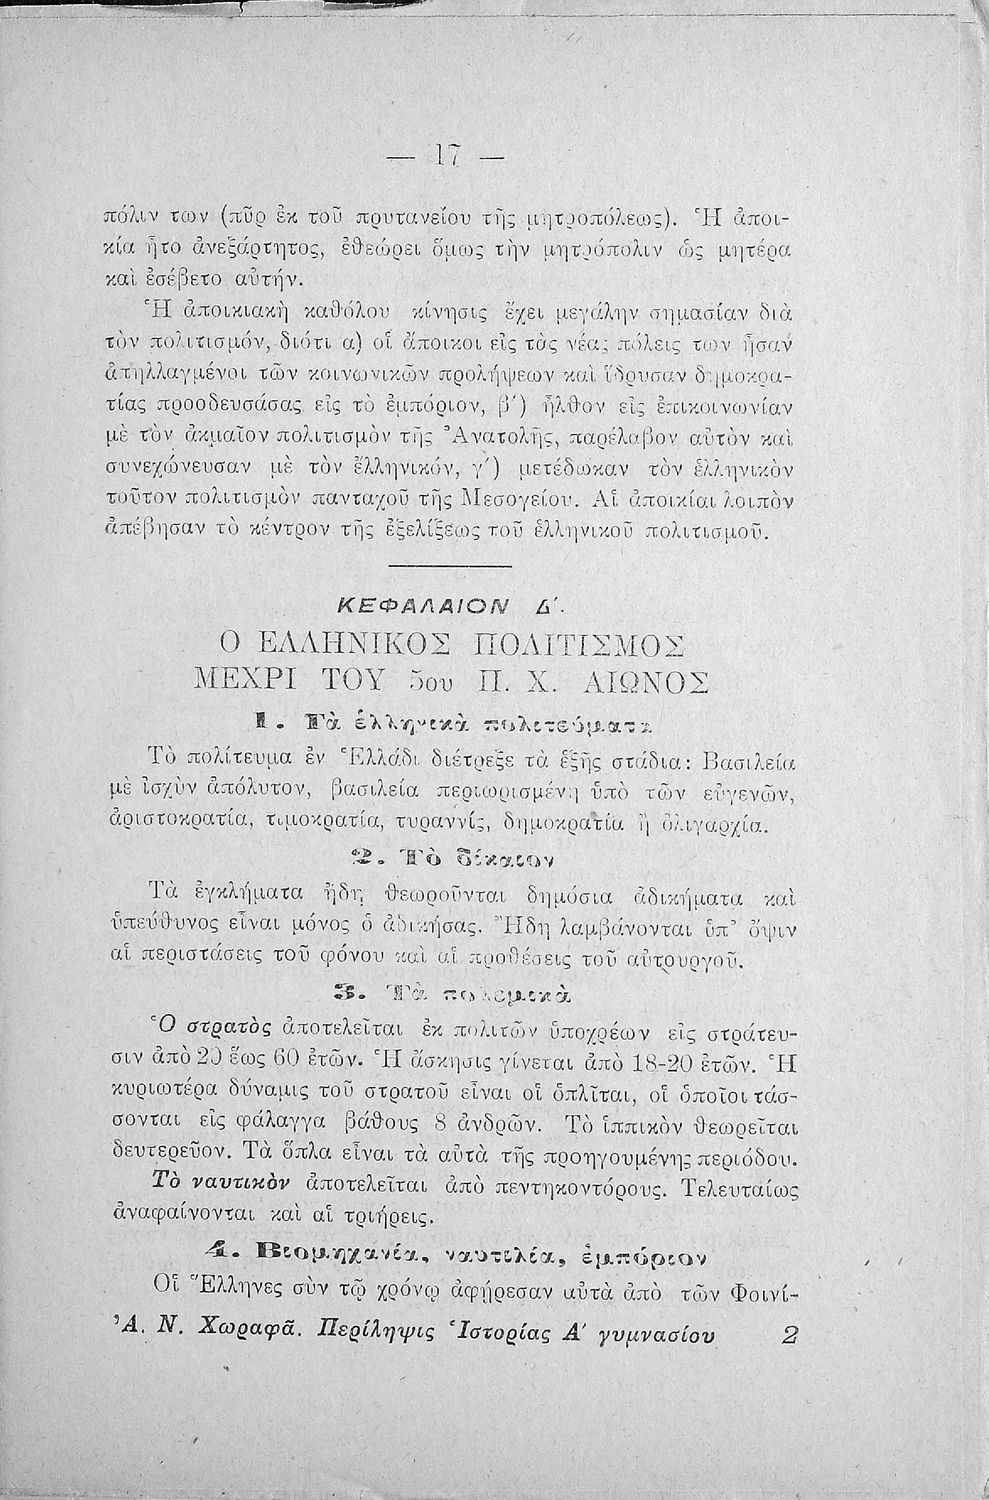 — 17 —
πόλιν των (πῦρ ἐκ τοῦ πρυτανείου τῆς μητροπόλεως). Ἡ ἀποι-
κία ἦτο ἀνεξάρτητος, ἐθεώρει ὅμως τὴν μητρόπολιν ὡς μητέρα
καὶ ἐσέβετο αὐτήν.
Ἡ ἀποικιακὴ καθόλου κίνησις ἔχει μεγάλην σημασίαν διὰ
τὸν πολιτισμόν, διότι α) οἱ ἄποικοι εἰς τὰς νέας πόλεις των ἦσαν
ἀπηλλαγμένοι τῶν κοινωνικῶν προλήψεων καὶ ἵδρυσαν δημοκρα-
τίας προοδευσάσας εἰς τὸ ἐμπόριον, β΄) ἦλθον εἰς ἐπικοινωνίαν
μὲ τὸν ἀκμαῖον πολιτισμὸν τῆς Ἀνατολῆς, παρέλαβον αὐτὸν καὶ
συνεχώνευσαν μὲ τὸν ἑλληνικόν, γ΄) μετέδωκαν τὸν ἑλληνικὸν
τοῦτον πολιτισμὸν πανταχοῦ τῆς Μεσογείου. Αἱ ἀποικίαι λοιπὸν
ἀπέβησαν τὸ κέντρον τῆς ἐξελίξεως τοῦ ἑλληνικοῦ πολιτισμοῦ.
ΚΕΦΑΛΑΙΟΝ Δ΄.
Ο ΕΛΛΗΝΙΚΟΣ ΠΟΛΙΤΙΣΜΟΣ
ΜΕΧΡΙ ΤΟΥ 5ου Π. Χ. ΑΙΩΝΟΣ
1. Τὰ ἑλληνικὰ πολιτεύματα
Τὸ πολίτευμα ἐν Ἑλλάδι διέτρεξε τὰ ἑξῆς στάδια: Βασιλεία
μὲ ἰσχὺν ἀπόλυτον, βασιλεία περιωρισμένη ὑπὸ τῶν εὐγενῶν,
ἀριστοκρατία, τιμοκρατία, τυραννίς, δημοκρατία ἢ ὀλιγαρχία.
2. Τὸ δίκαιον
Τὰ ἐγκλήματα ἤδη θεωροῦνται δημόσια ἀδικήματα καὶ
ὑπεύθυνος εἶναι μόνος ὁ ἀδικήσας. Ἤδη λαμβάνονται ὑπ' ὄψιν
αἱ περιστάσεις τοῦ φόνου καὶ αἱ προθέσεις τοῦ αὐτουργοῦ.
3. Τὰ πολεμικὰ
Ὁ στρατὸς ἀποτελεῖται ἐκ πολιτῶν ὑποχρέων εἰς στράτευ-
σιν ἀπὸ 20 ἕως 60 ἐτῶν. Ἡ ἄσκησις γίνεται ἀπὸ 18-20 ἐτῶν. Ἡ
κυριωτέρα δύναμις τοῦ στρατοῦ εἶναι οἱ ὁπλῖται, οἱ ὁποῖοι τάσ-
σονται εἰς φάλαγγα βάθους 8 ἀνδρῶν. Τὸ ἱππικὸν θεωρεῖται
δευτερεῦον. Τὰ ὅπλα εἶναι τὰ αὐτὰ τῆς προηγουμένης περιόδου.
Τὸ ναυτικὸν ἀποτελεῖται ἀπὸ πεντηκοντόρους. Τελευταίως
ἀναφαίνονται καὶ αἱ τριήρεις.
4. Βιομηχανία, ναυτιλία, ἐμπόριον
Οἱ Ἕλληνες σὺν τῷ χρόνῳ ἀφῄρεσαν αὐτὰ ἀπὸ τῶν Φοινί-
Ἀ. Ν. Χωραφᾶ. Περίληψις Ἱστορίας Α΄ γυμνασίου 2